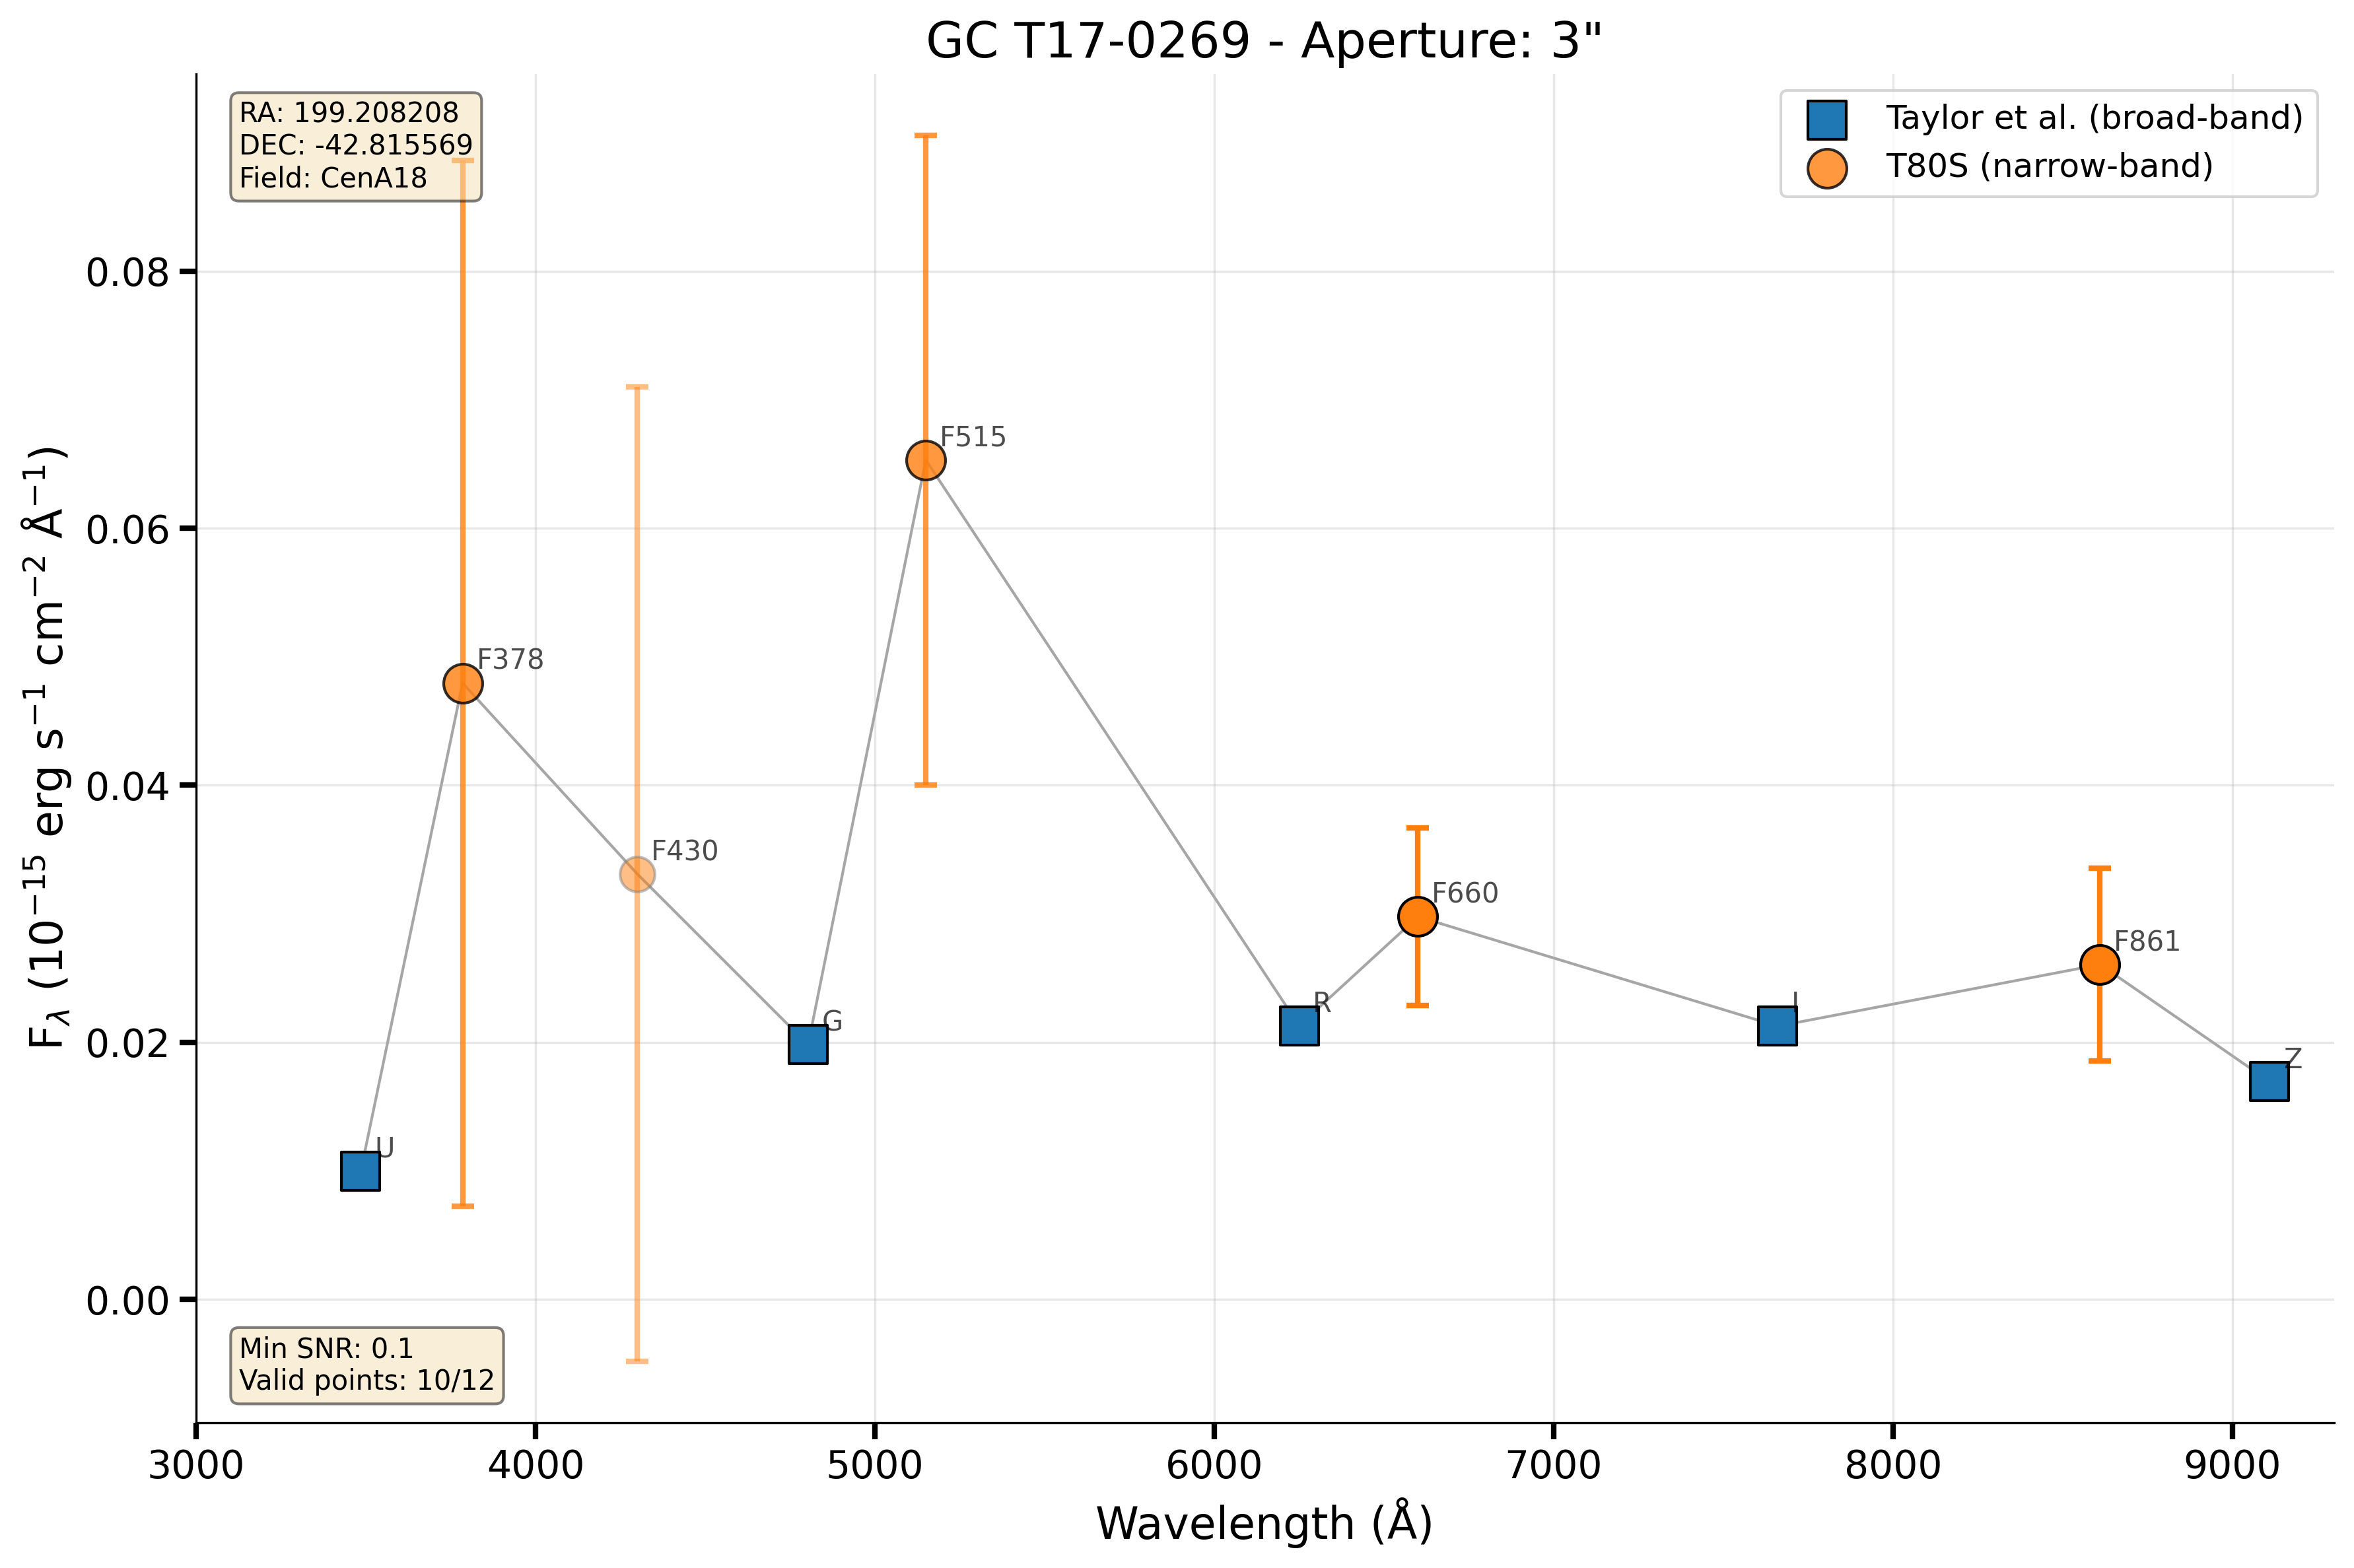 GC T17-0269 - Aperture: 3"
RA: 199.208208
DEC: -42.815569
Field: CenA18
Taylor et al. (broad-band)
T80S (narrow-band)
0.08
0.06
0.04
0.02
0.00
F_λ (10⁻¹⁵ erg s⁻¹ cm⁻² Å⁻¹)
F515
F378
F430
F660
F861
G
R
I
Z
U
Min SNR: 0.1
Valid points: 10/12
3000 4000 5000 6000 7000 8000 9000
Wavelength (Å)